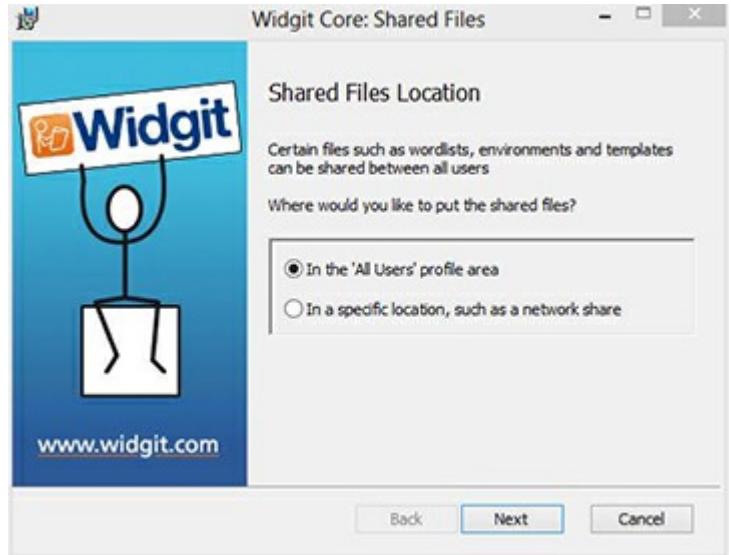 Widgit Core: Shared Files
Widgit
Shared Files Location
Certain files such as wordlists, environments and templates
can be shared between all users
Where would you like to put the shared files?
In the 'All Users' profile area
In a specific location, such as a network share
www.widgit.com
Back Next Cancel